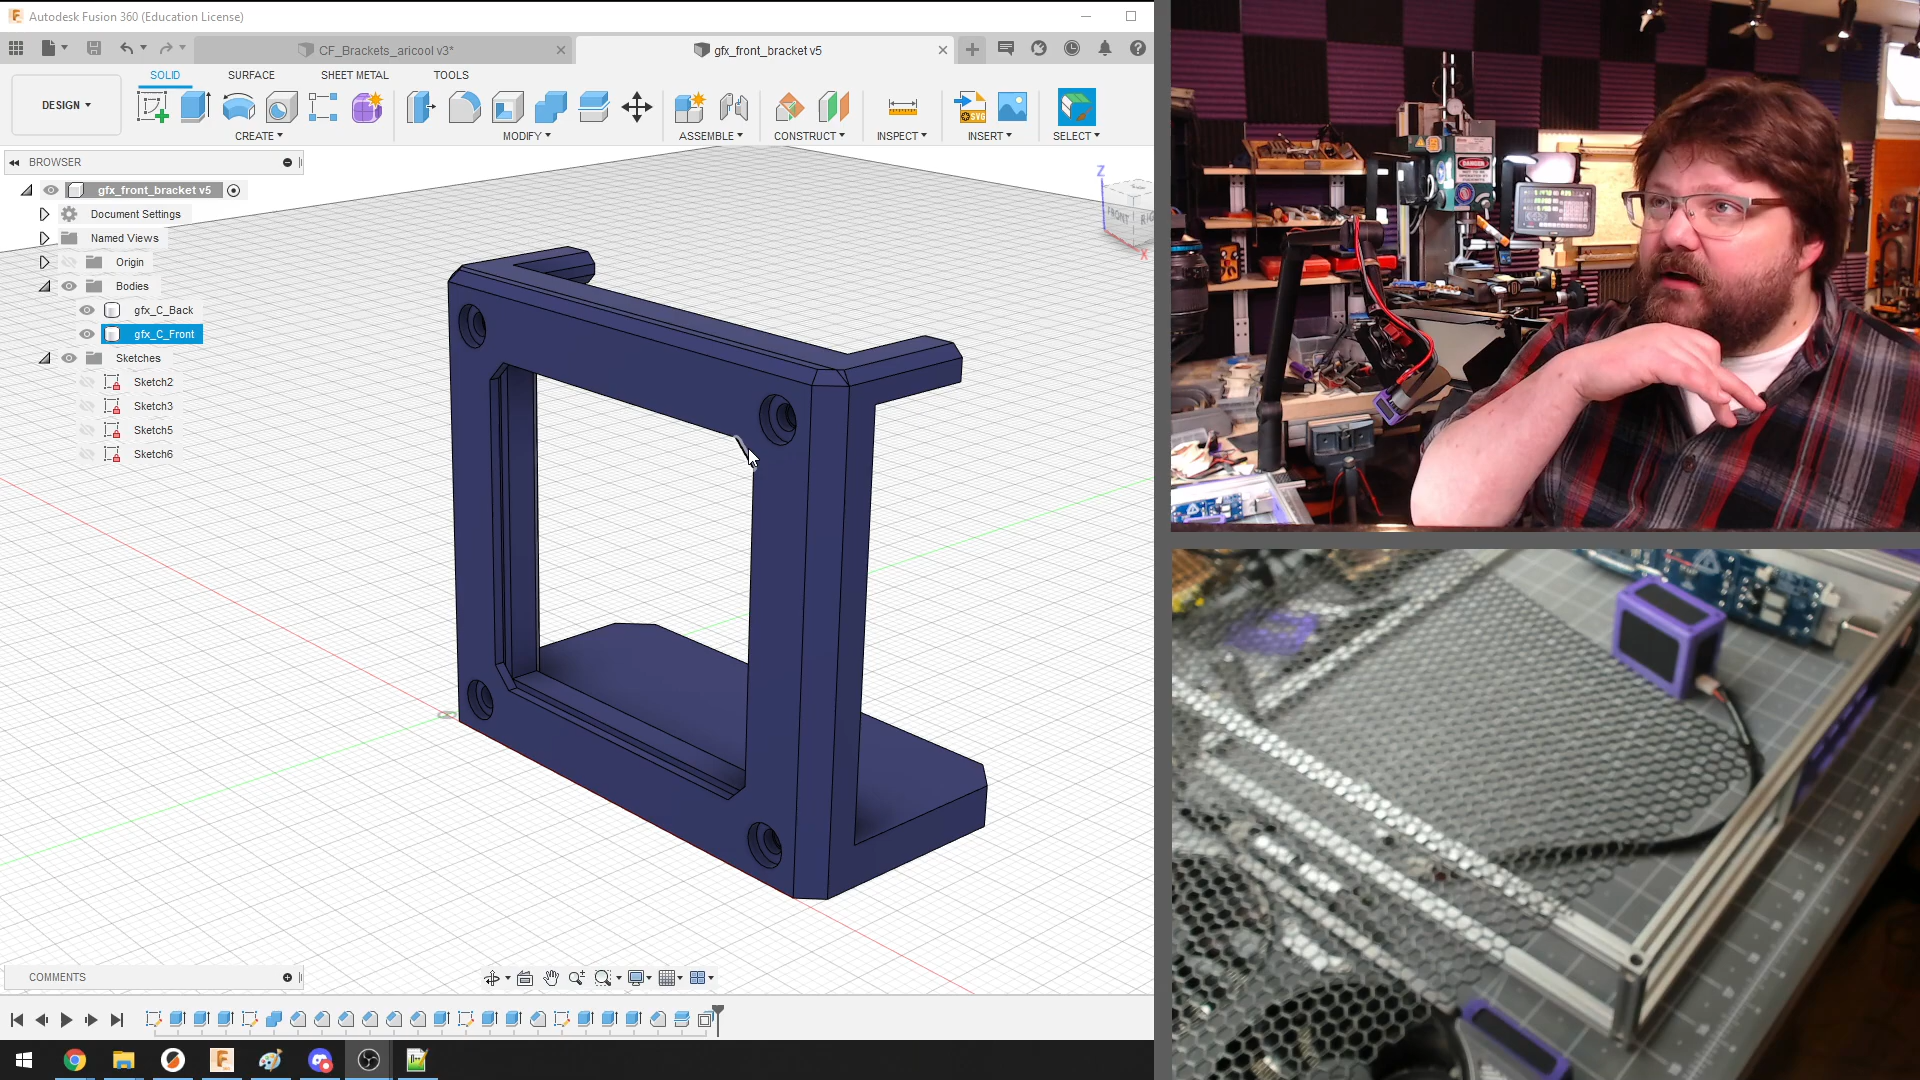 Autodesk Fusion 360 (Education License)
CF_Brackets_aricool v3*
gfx_front_bracket v5
SOLID
SURFACE
SHEET METAL
TOOLS
DESIGN
CREATE
MODIFY
ASSEMBLE
CONSTRUCT
INSPECT
INSERT
SELECT
SVG
BROWSER
gfx_front_bracket v5
Document Settings
Named Views
Origin
Bodies
gfx_C_Back
gfx_C_Front
Sketches
Sketch2
Sketch3
Sketch5
Sketch6
Z
FRONT
X
DANGER
COMMENTS